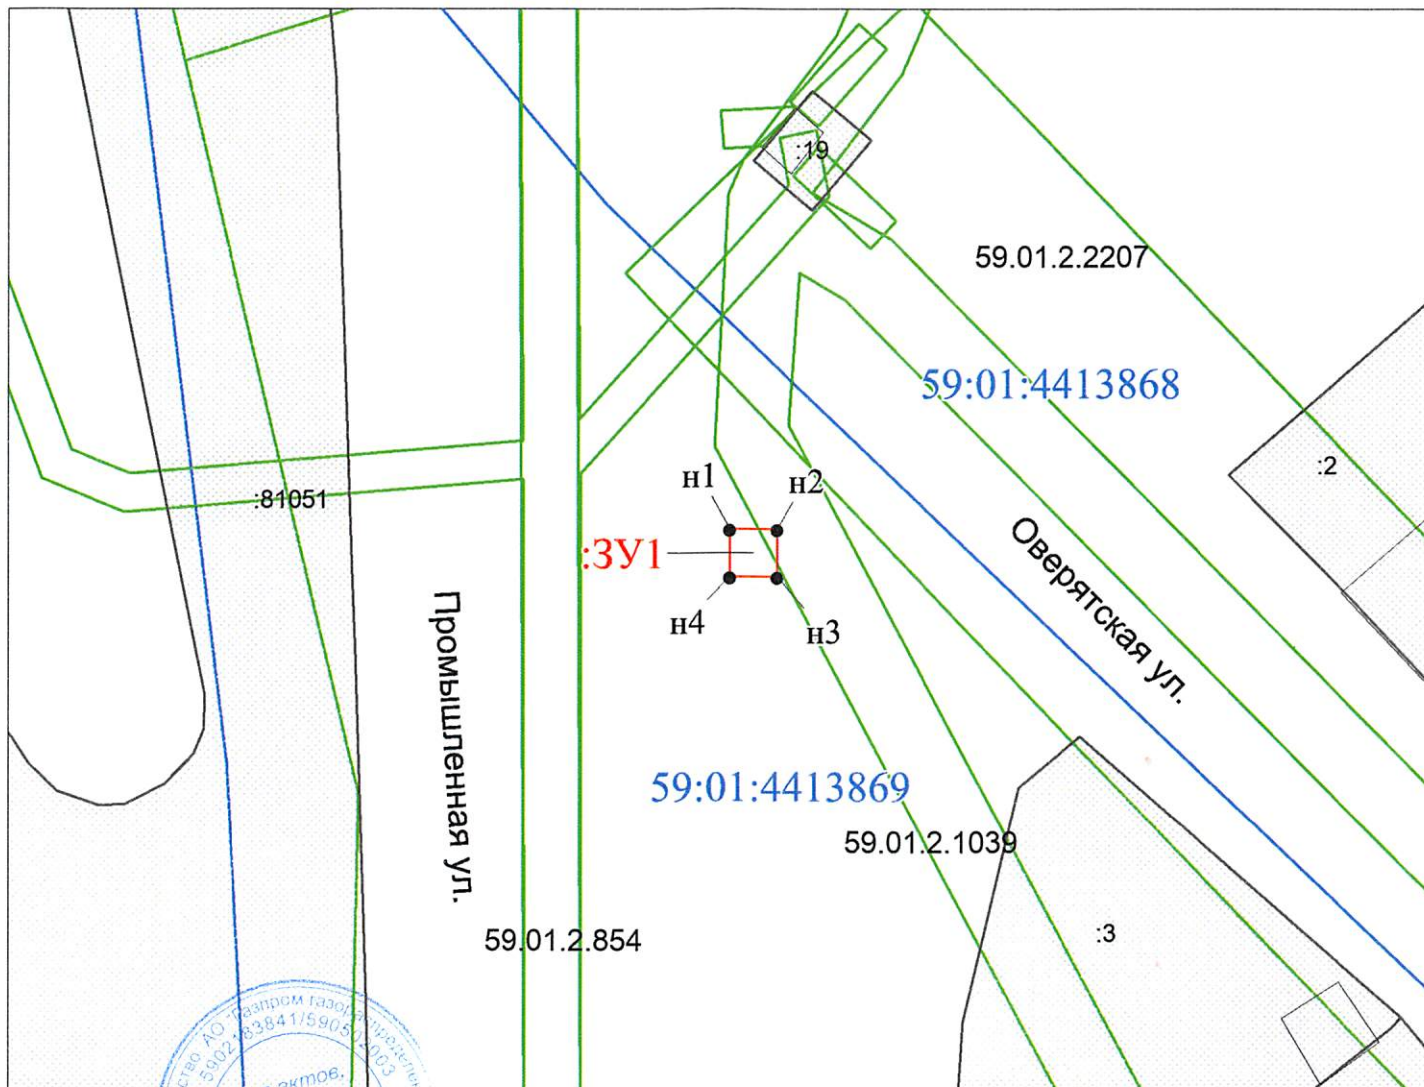 :19
59.01.2.2207
59:01:4413868
:2
н1
н2
:81051
:ЗУ1
Оверятская ул.
н4
н3
Промышленная ул.
59:01:4413869
59.01.2.1039
:3
59.01.2.854